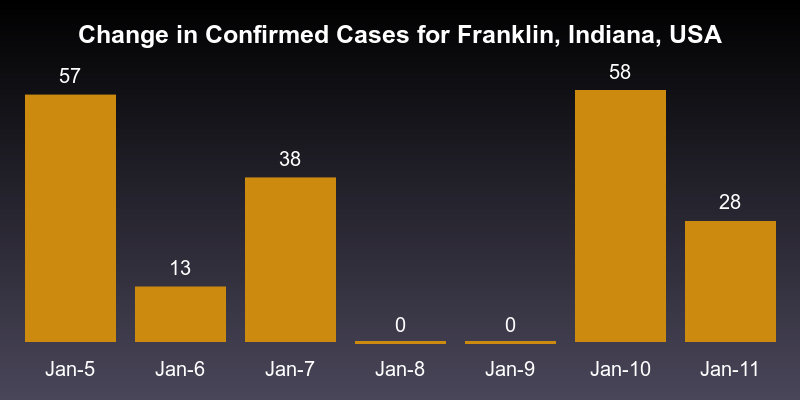 Change in Confirmed Cases for Franklin, Indiana, USA
57
13
38
0
0
58
28
Jan-5
Jan-6
Jan-7
Jan-8
Jan-9
Jan-10
Jan-11